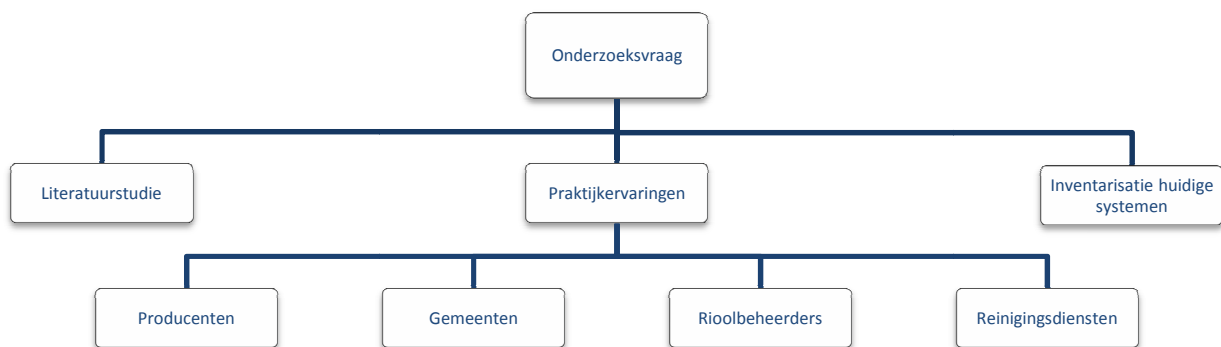 Onderzoeksvraag
Literatuurstudie
Praktijkervaringen
Inventarisatie huidige
systemen
Producenten
Gemeenten
Rioolbeheerders
Reinigingsdiensten